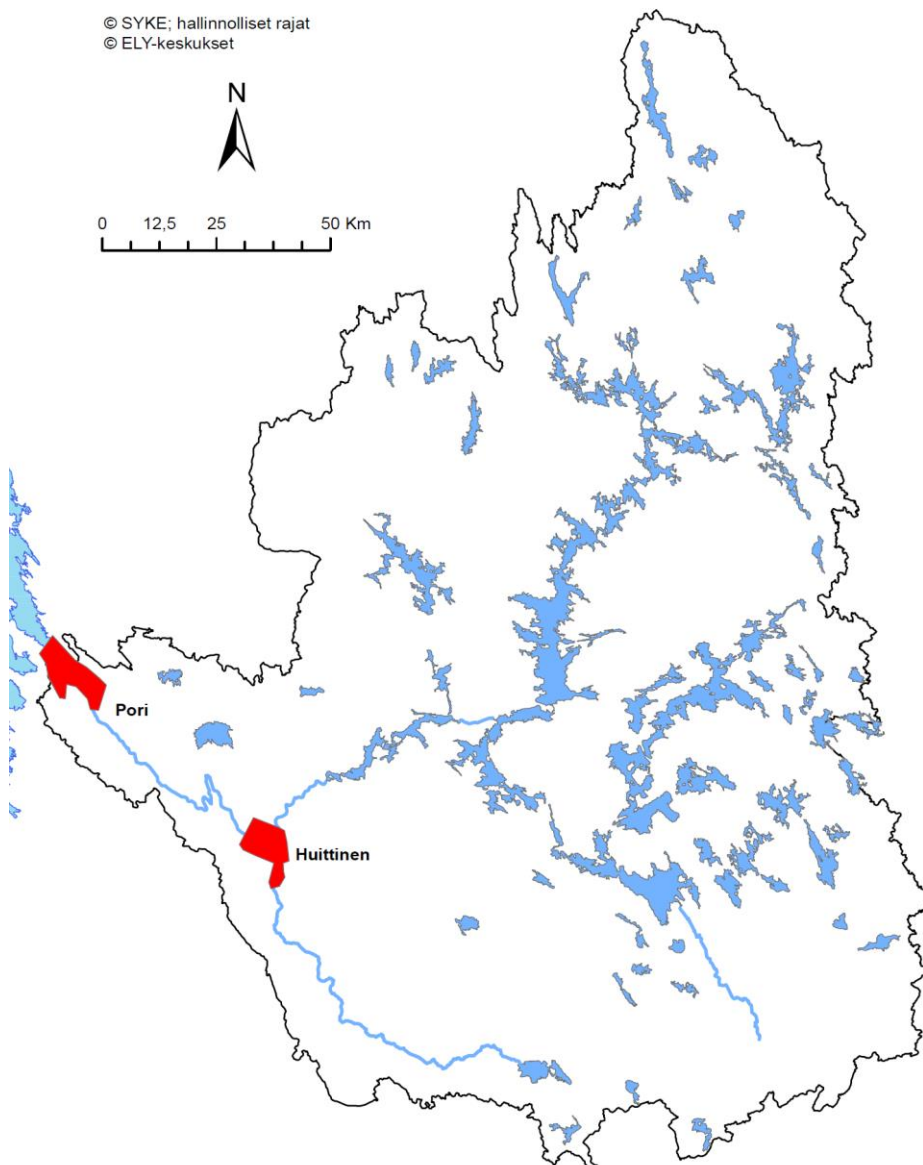 © SYKE; hallinnolliset rajat
© ELY-keskukset
N
0 12,5 25 50 Km
Pori
Huittinen